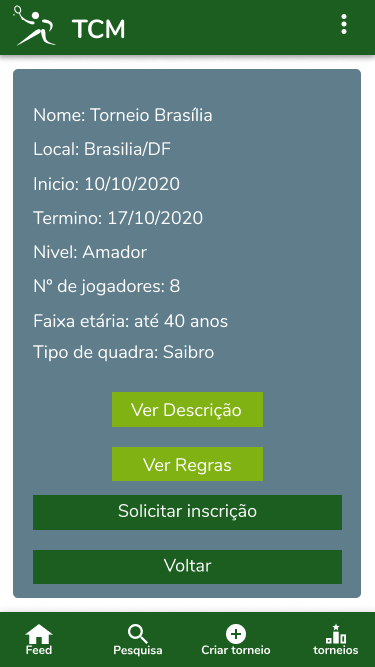 TCM
Nome: Torneio Brasília
Local: Brasilia/DF
Inicio: 10/10/2020
Termino: 17/10/2020
Nivel: Amador
Nº de jogadores: 8
Faixa etária: até 40 anos
Tipo de quadra: Saibro
Ver Descrição
Ver Regras
Solicitar inscrição
Voltar
Feed
Pesquisa
Criar torneio
torneios